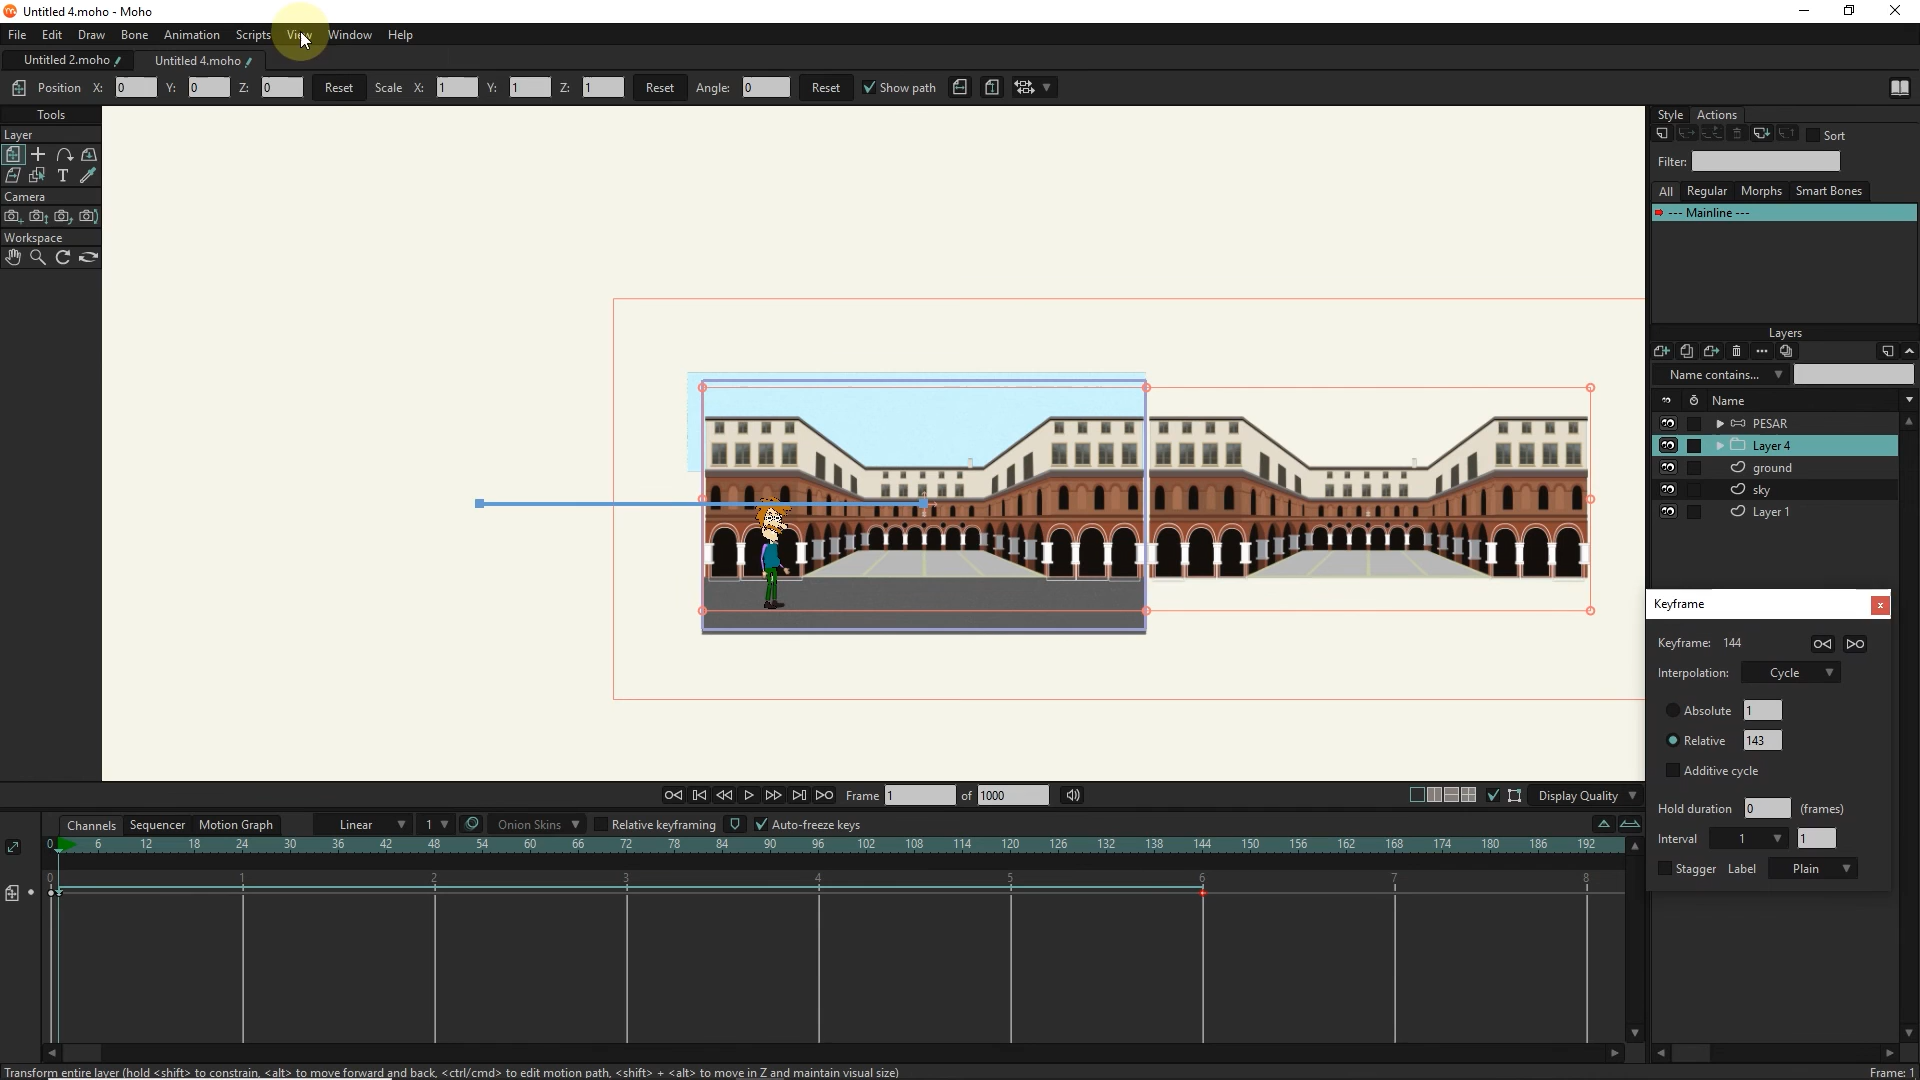 Untitled 4.moho - Moho
File Edit Draw Bone Animation Scripts View Window Help
Untitled 2.moho Untitled 4.moho
Position X: 0 Y: 0 Z: 0 Reset Scale X: 1 Y: 1 Z: 1 Reset Angle: 0 Reset Show path
Tools
Layer
Camera
Workspace
Style Actions
Sort
Filter:
All Regular Morphs Smart Bones
--- Mainline ---
Layers
Name contains...
Name
PESAR
Layer 4
ground
sky
Layer 1
Keyframe
Keyframe: 144
Interpolation: Cycle
Absolute 1
Relative 143
Additive cycle
Hold duration 0 (frames)
Interval 1 1
Stagger Label Plain
Frame 1 of 1000 Display Quality
Channels Sequencer Motion Graph Linear 1 Onion Skins Relative keyframing Auto-freeze keys
0 6 12 18 24 30 36 42 48 54 60 66 72 78 84 90 96 102 108 114 120 126 132 138 144 150 156 162 168 174 180 186 192
0 1 2 3 4 5 6 7 8
Transform entire layer (hold <shift> to constrain, <alt> to move forward and back, <ctrl/cmd> to edit motion path, <shift> + <alt> to move in Z and maintain visual size) Frame: 1